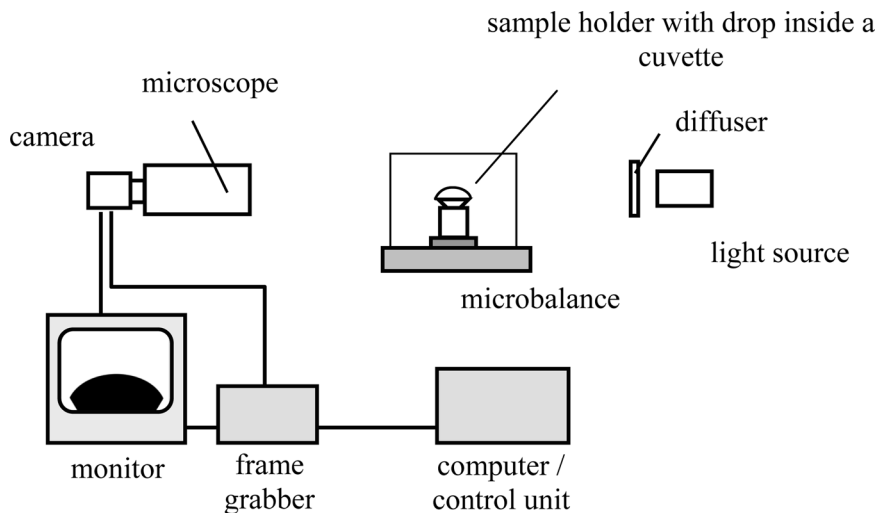 sample holder with drop inside a
cuvette
microscope
camera
diffuser
light source
microbalance
monitor
frame
grabber
computer /
control unit